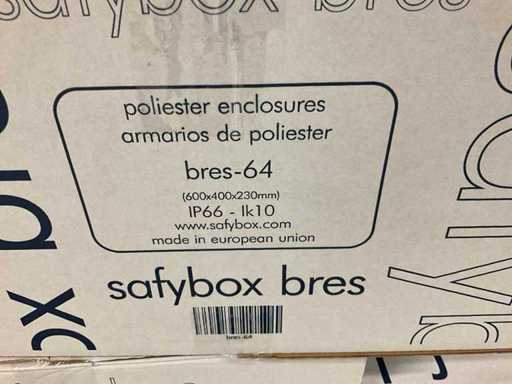 safybox bres
poliester enclosures
armarios de poliester
bres-64
(600x400x230mm)
IP66 - Ik10
www.safybox.com
made in european union
safybox bres
bres-64